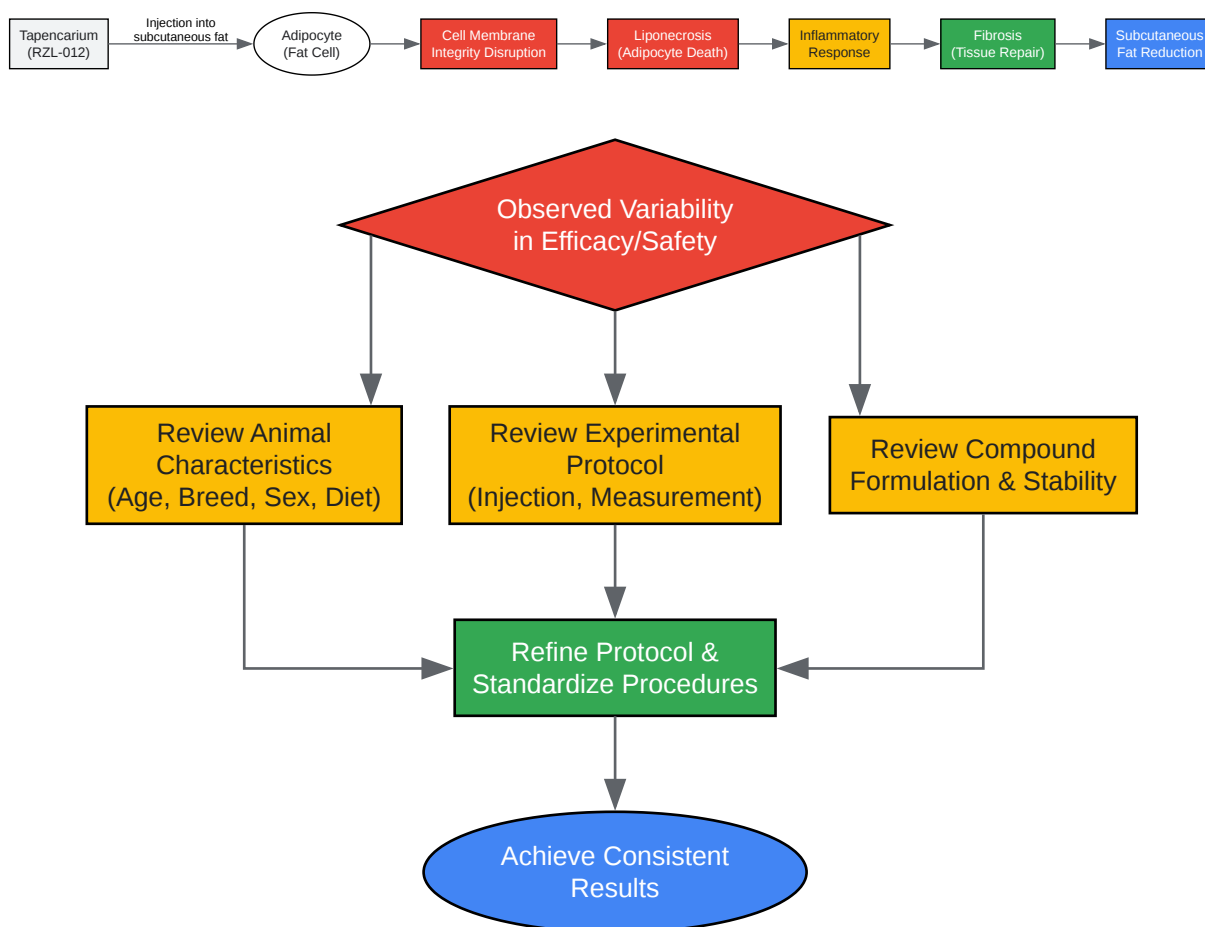 Tapencarium
(RZL-012)
Injection into
subcutaneous fat
Adipocyte
(Fat Cell)
Cell Membrane
Integrity Disruption
Liponecrosis
(Adipocyte Death)
Inflammatory
Response
Fibrosis
(Tissue Repair)
Subcutaneous
Fat Reduction
Observed Variability
in Efficacy/Safety
Review Animal
Characteristics
(Age, Breed, Sex, Diet)
Review Experimental
Protocol
(Injection, Measurement)
Review Compound
Formulation & Stability
Refine Protocol &
Standardize Procedures
Achieve Consistent
Results